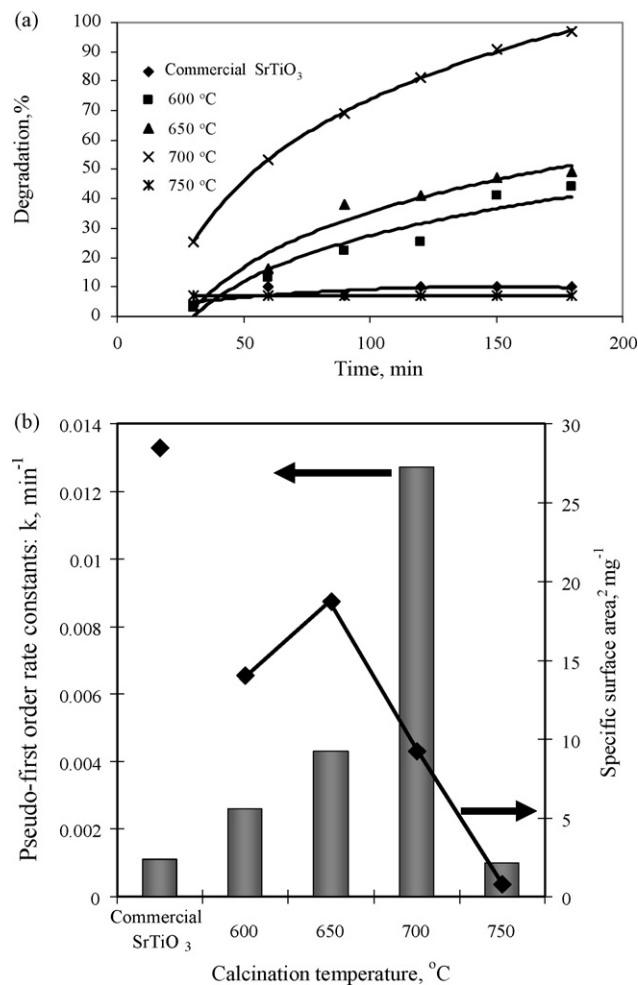 (a)
100
90
80
70
60
50
40
30
20
10
0
Degradation,%
Commercial SrTiO3
600 °C
650 °C
700 °C
750 °C
0 50 100 150 200
Time, min
(b)
0.014
0.012
0.01
0.008
0.006
0.004
0.002
0
Pseudo-first order rate constants: k, min-1
30
25
20
15
10
5
0
Specific surface area,2 mg-1
Commercial
SrTiO 3
600 650 700 750
Calcination temperature, °C